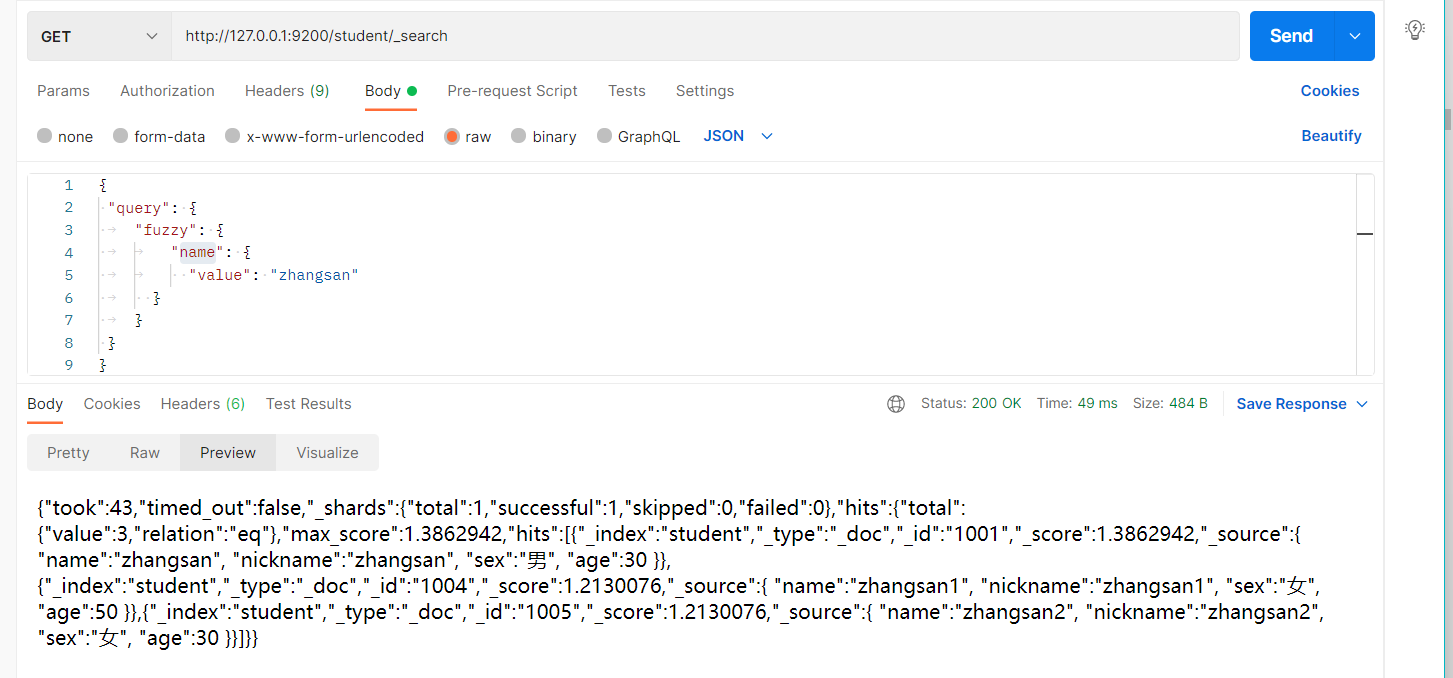 GET http://127.0.0.1:9200/student/_search Send
Params Authorization Headers (9) Body Pre-request Script Tests Settings Cookies
none form-data x-www-form-urlencoded raw binary GraphQL JSON Beautify
1 {
2 "query": {
3 "fuzzy": {
4 "name": {
5 "value": "zhangsan"
6 }
7 }
8 }
9 }
Body Cookies Headers (6) Test Results Status: 200 OK Time: 49 ms Size: 484 B Save Response
Pretty Raw Preview Visualize
{"took":43,"timed_out":false,"_shards":{"total":1,"successful":1,"skipped":0,"failed":0},"hits":{"total":
{"value":3,"relation":"eq"},"max_score":1.3862942,"hits":[{"_index":"student","_type":"_doc","_id":"1001","_score":1.3862942,"_source":{
"name":"zhangsan", "nickname":"zhangsan", "sex":"男", "age":30 }},
{"_index":"student","_type":"_doc","_id":"1004","_score":1.2130076,"_source":{ "name":"zhangsan1", "nickname":"zhangsan1", "sex":"女",
"age":50 }},{"_index":"student","_type":"_doc","_id":"1005","_score":1.2130076,"_source":{ "name":"zhangsan2", "nickname":"zhangsan2",
"sex":"女", "age":30 }}]}}